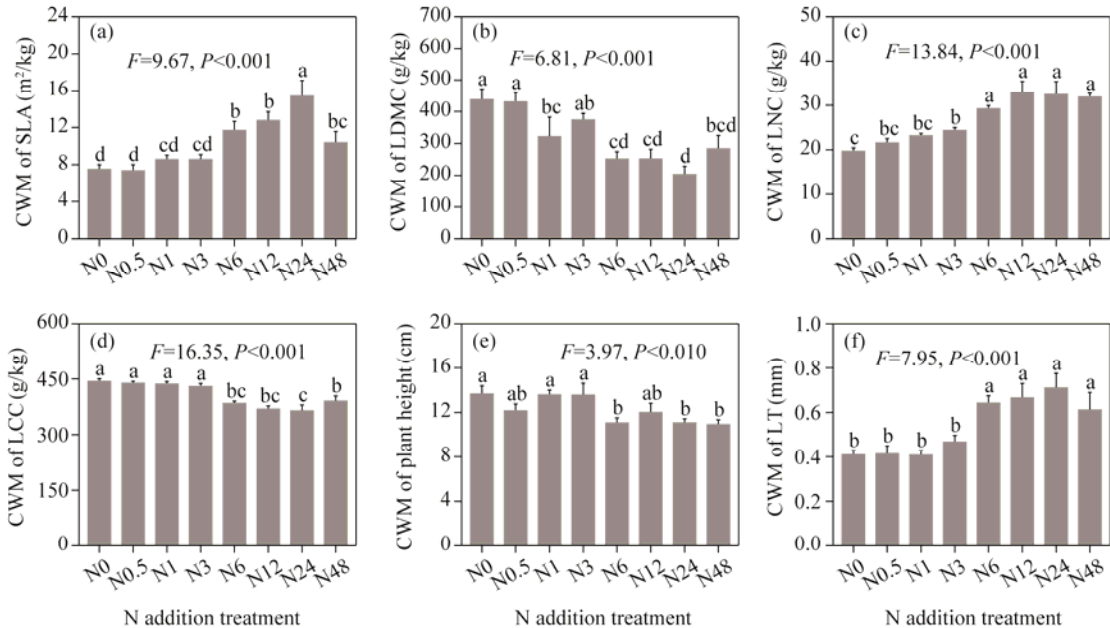 (a)
F=9.67, P<0.001
CWM of SLA (m²/kg)
24
20
16
12
8
4
0
d d cd cd b b a bc
N0 N0.5 N1 N3 N6 N12 N24 N48
(b)
F=6.81, P<0.001
CWM of LDMC (g/kg)
700
600
500
400
300
200
100
0
a a bc ab cd cd d bcd
N0 N0.5 N1 N3 N6 N12 N24 N48
(c)
F=13.84, P<0.001
CWM of LNC (g/kg)
50
40
30
20
10
0
c bc bc b a a a a
N0 N0.5 N1 N3 N6 N12 N24 N48
(d)
F=16.35, P<0.001
CWM of LCC (g/kg)
600
450
300
150
0
a a a a bc bc c b
N0 N0.5 N1 N3 N6 N12 N24 N48
N addition treatment
(e)
F=3.97, P<0.010
CWM of plant height (cm)
20
16
12
8
4
0
a ab a a b ab b b
N0 N0.5 N1 N3 N6 N12 N24 N48
N addition treatment
(f)
F=7.95, P<0.001
CWM of LT (mm)
1.0
0.8
0.6
0.4
0.2
0.0
b b b b a a a a
N0 N0.5 N1 N3 N6 N12 N24 N48
N addition treatment